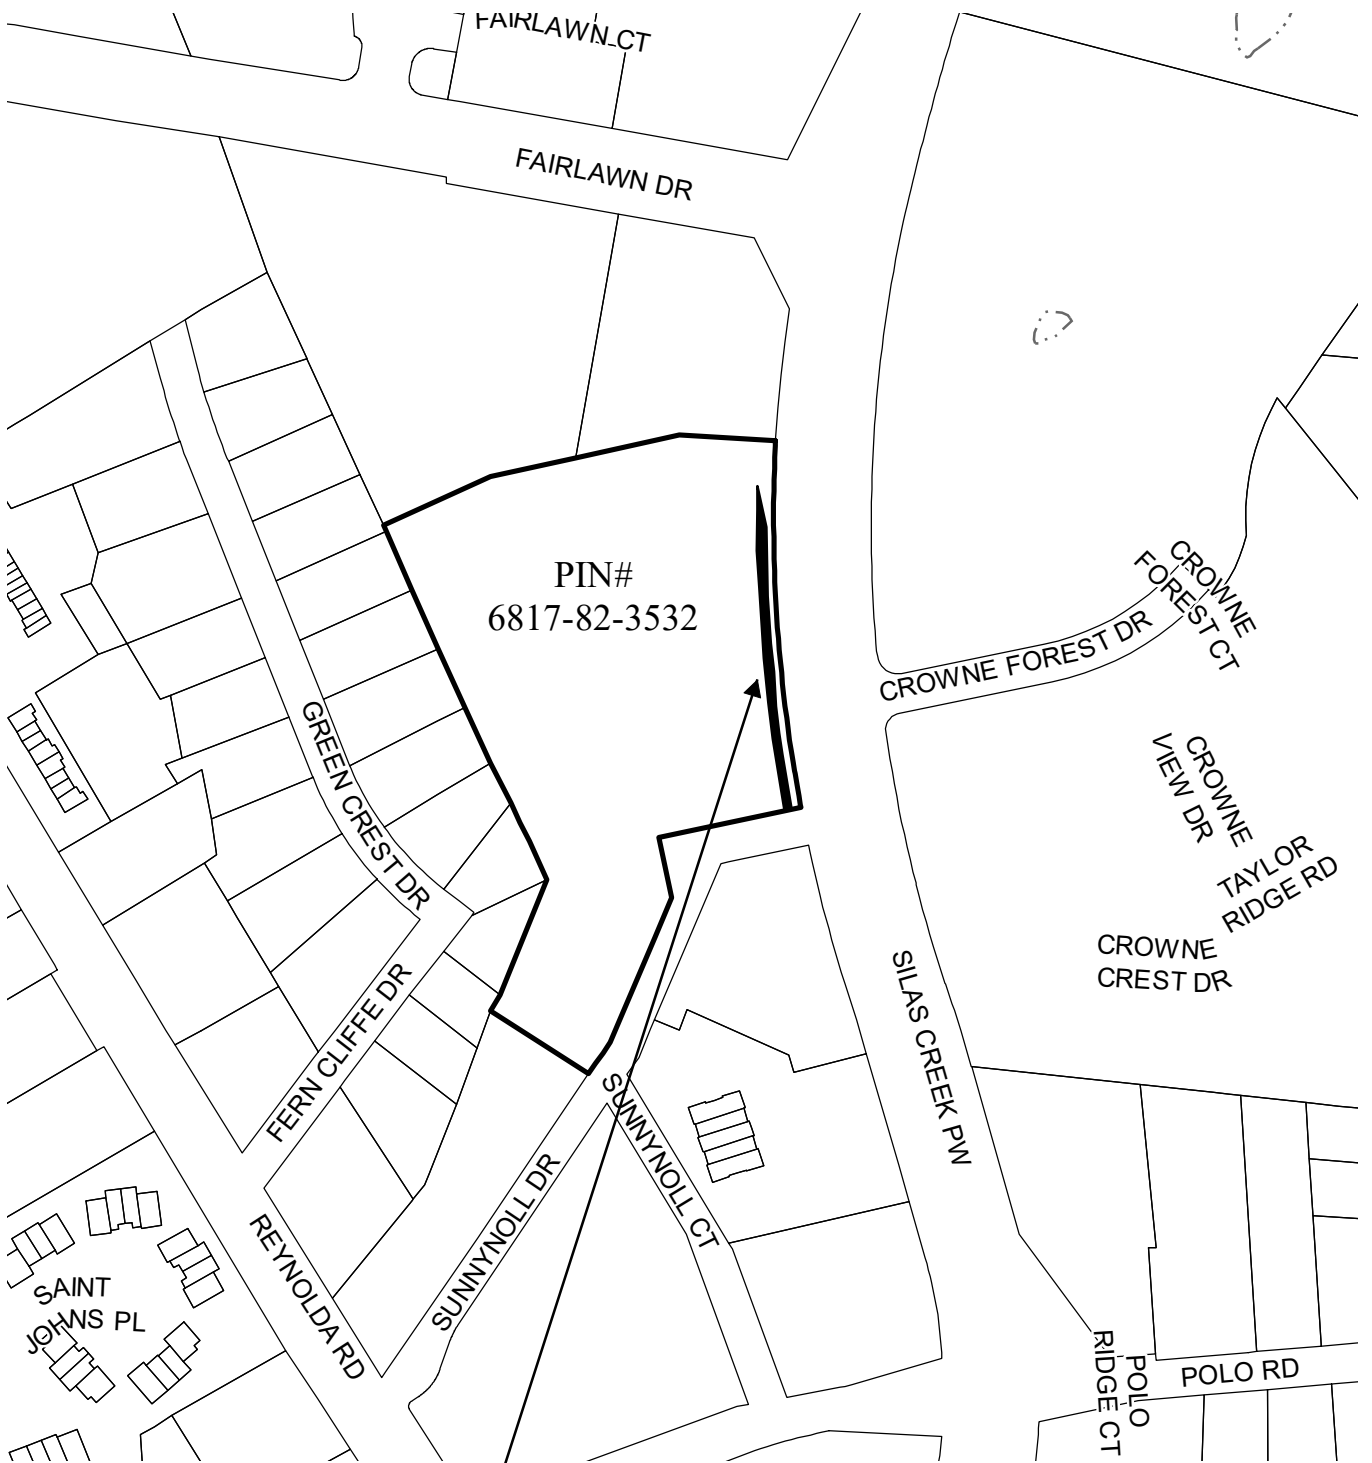 FAIRLAWN CT
FAIRLAWN DR
PIN#
6817-82-3532
CROWNE
FOREST CT
CROWNE FOREST DR
GREEN CREST DR
CROWNE
VIEW DR
TAYLOR
RIDGE RD
CROWNE
CREST DR
SILAS CREEK PW
FERN CLIFFE DR
SUNNYNOLL CT
SUNNYNOLL DR
REYNOLDA RD
SAINT
JOHNS PL
POLO
RIDGE CT
POLO RD